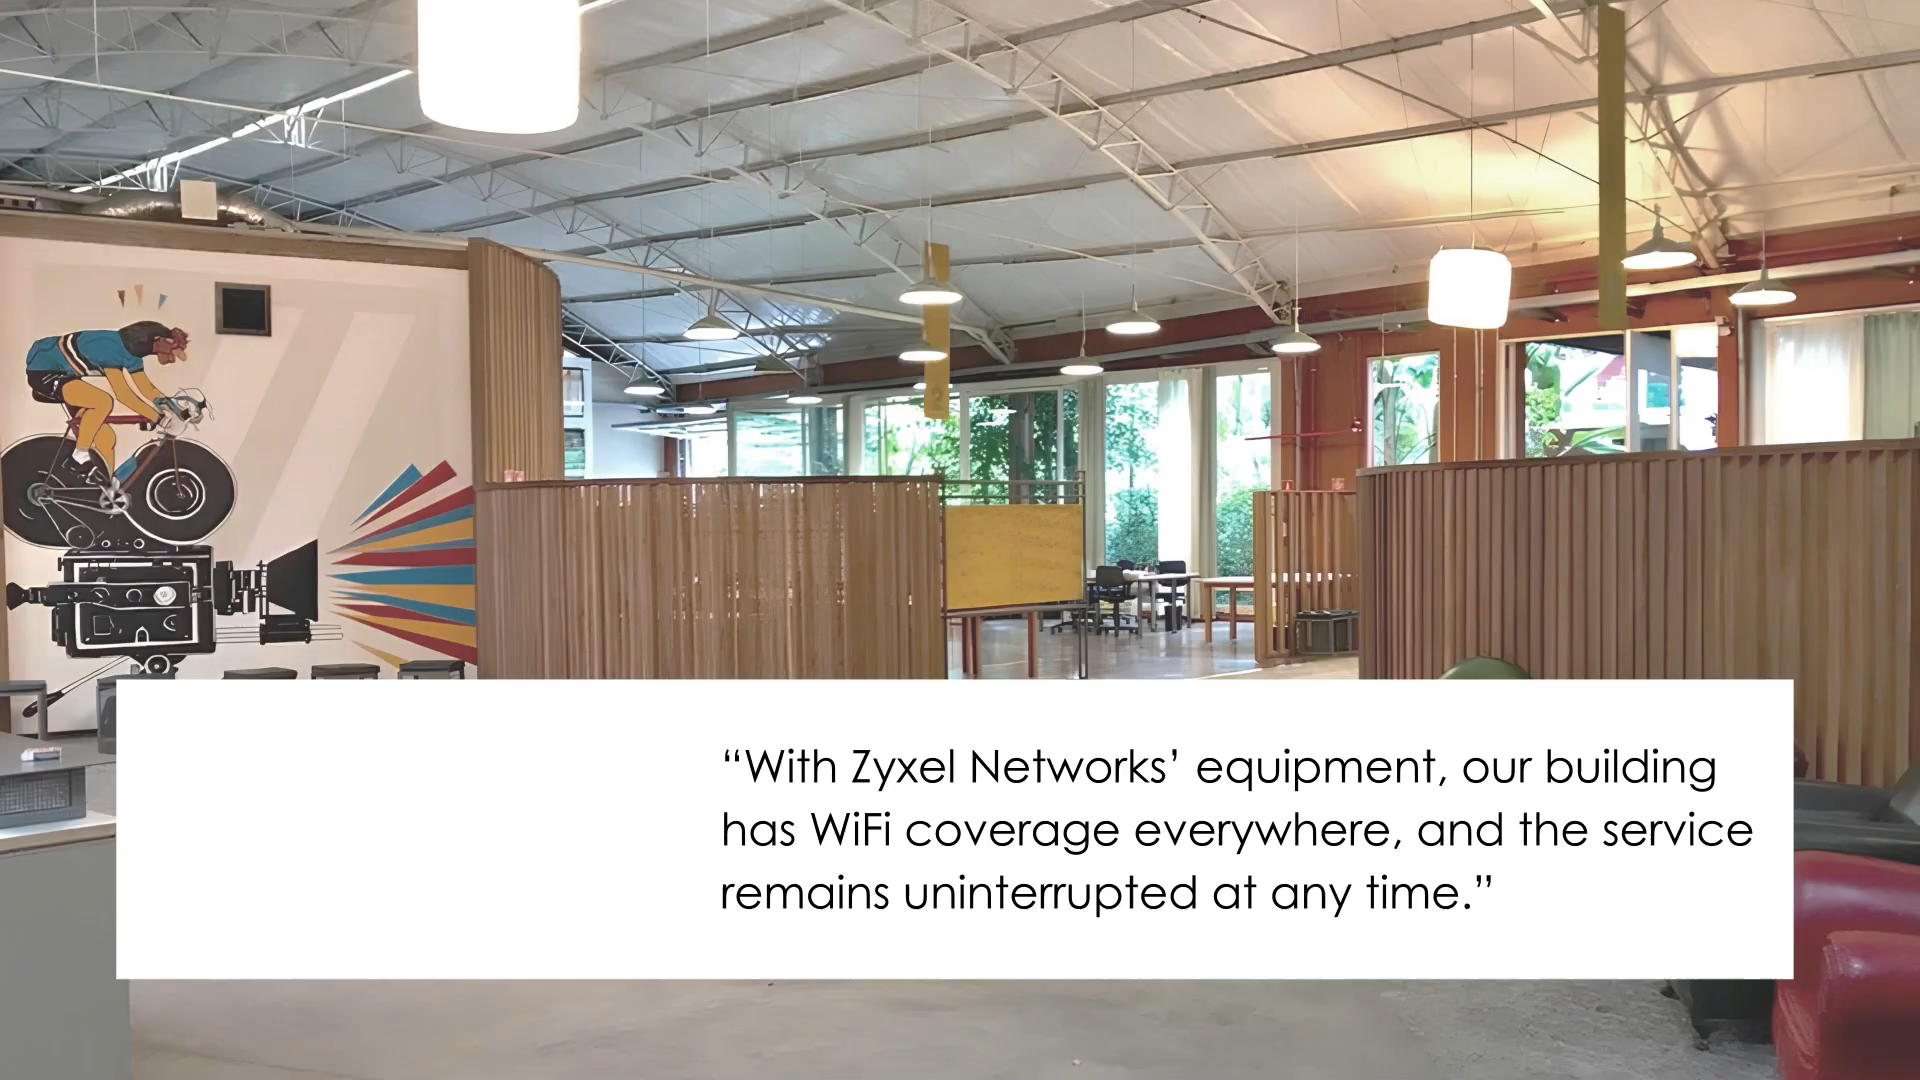 “With Zyxel Networks’ equipment, our building
has WiFi coverage everywhere, and the service
remains uninterrupted at any time.”